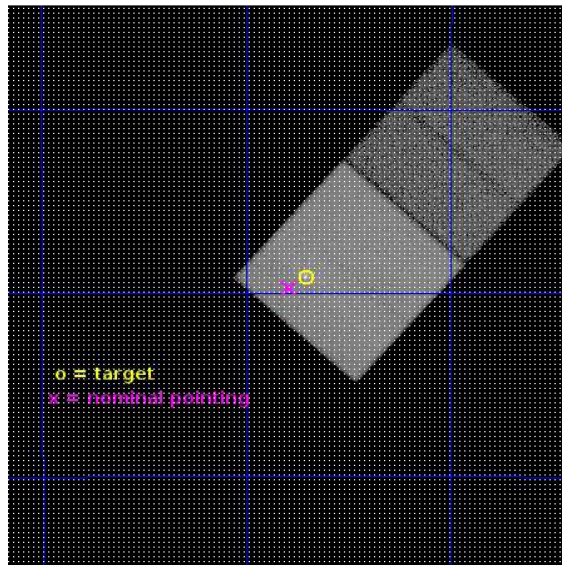 o = target
x = nominal pointing